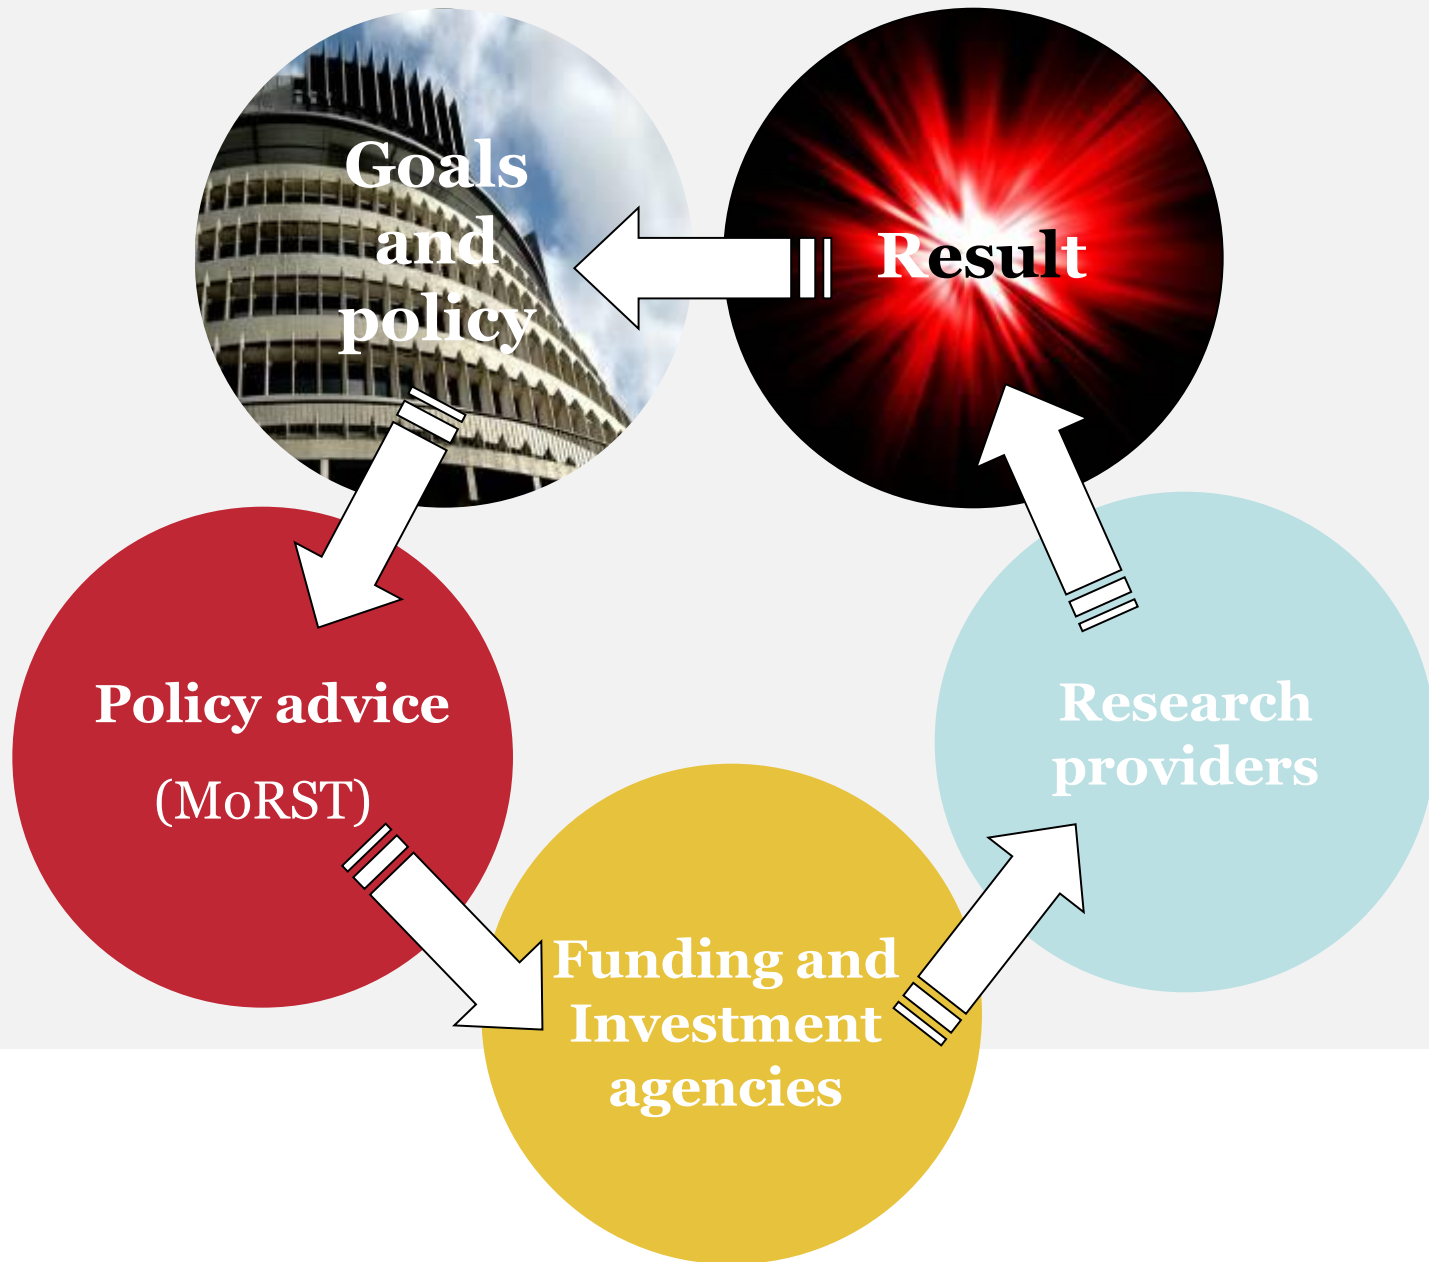 Goals
and
policy
Result
Policy advice
(MoRST)
Research
providers
Funding and
Investment
agencies